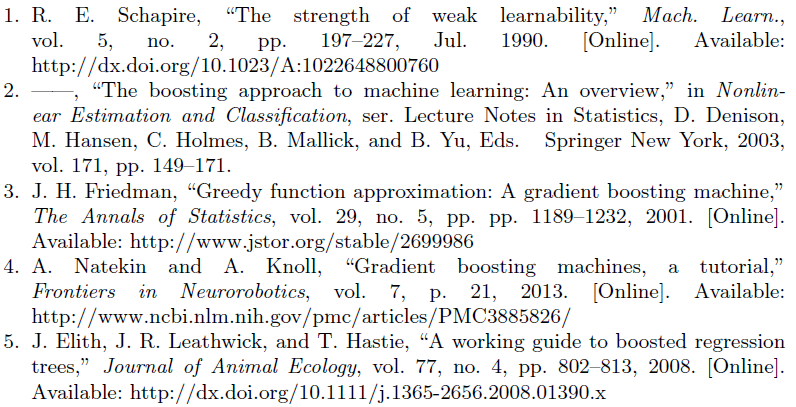 1. R. E. Schapire, “The strength of weak learnability,” Mach. Learn.,
vol. 5, no. 2, pp. 197–227, Jul. 1990. [Online]. Available:
http://dx.doi.org/10.1023/A:1022648800760
2. ——, “The boosting approach to machine learning: An overview,” in Nonlin-
ear Estimation and Classification, ser. Lecture Notes in Statistics, D. Denison,
M. Hansen, C. Holmes, B. Mallick, and B. Yu, Eds. Springer New York, 2003,
vol. 171, pp. 149–171.
3. J. H. Friedman, “Greedy function approximation: A gradient boosting machine,”
The Annals of Statistics, vol. 29, no. 5, pp. pp. 1189–1232, 2001. [Online].
Available: http://www.jstor.org/stable/2699986
4. A. Natekin and A. Knoll, “Gradient boosting machines, a tutorial,”
Frontiers in Neurorobotics, vol. 7, p. 21, 2013. [Online]. Available:
http://www.ncbi.nlm.nih.gov/pmc/articles/PMC3885826/
5. J. Elith, J. R. Leathwick, and T. Hastie, “A working guide to boosted regression
trees,” Journal of Animal Ecology, vol. 77, no. 4, pp. 802–813, 2008. [Online].
Available: http://dx.doi.org/10.1111/j.1365-2656.2008.01390.x